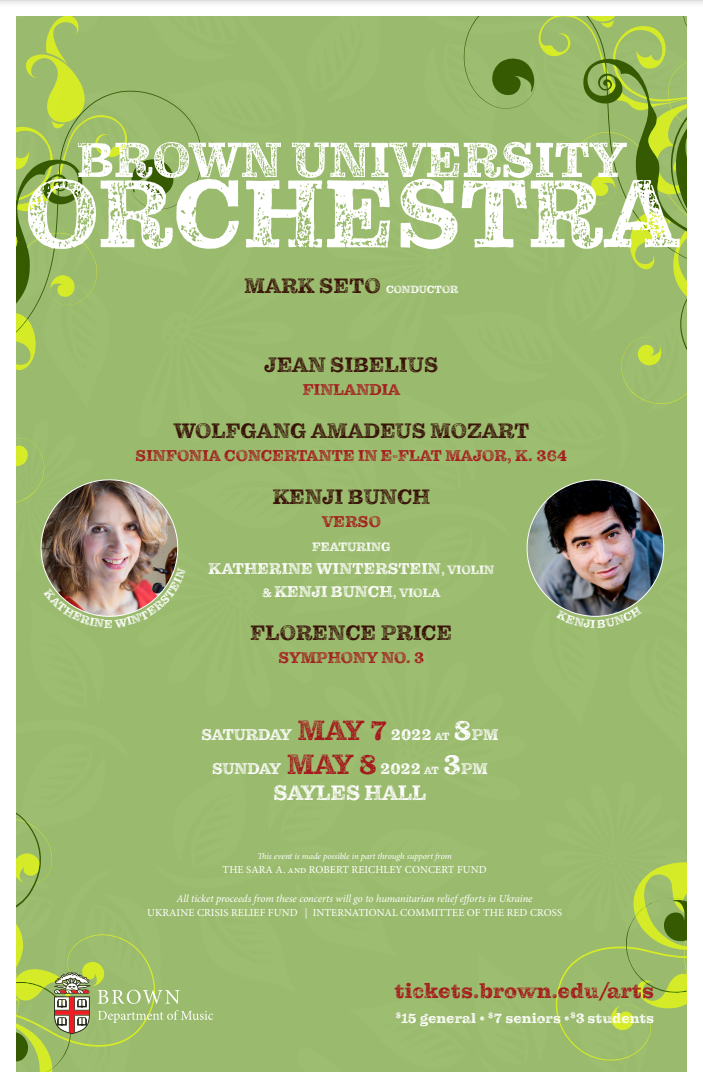 BROWN UNIVERSITY
ORCHESTRA
MARK SETO CONDUCTOR
JEAN SIBELIUS
FINLANDIA
WOLFGANG AMADEUS MOZART
SINFONIA CONCERTANTE IN E-FLAT MAJOR, K. 364
KENJI BUNCH
VERSO
FEATURING
KATHERINE WINTERSTEIN, VIOLIN
& KENJI BUNCH, VIOLA
KATHERINE WINTERSTEIN
KENJI BUNCH
FLORENCE PRICE
SYMPHONY NO. 3
SATURDAY MAY 7 2022 AT 8PM
SUNDAY MAY 8 2022 AT 3PM
SAYLES HALL
This event is made possible in part through support from
THE SARA A. AND ROBERT REICHLEY CONCERT FUND
All ticket proceeds from these concerts will go to humanitarian relief efforts in Ukraine
UKRAINE CRISIS RELIEF FUND | INTERNATIONAL COMMITTEE OF THE RED CROSS
BROWN
Department of Music
tickets.brown.edu/arts
$15 general • $7 seniors • $3 students